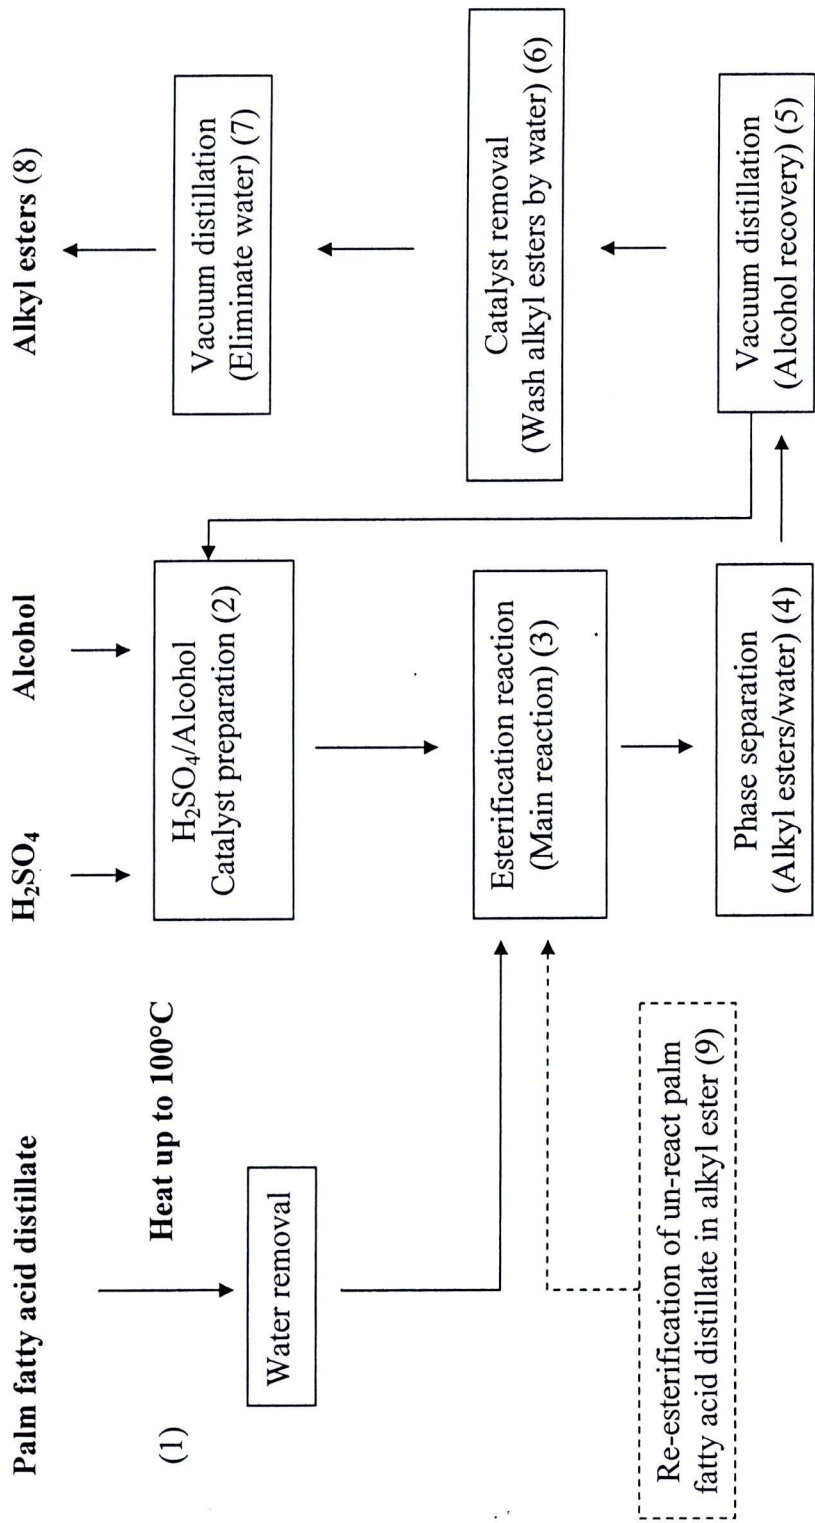 Palm fatty acid distillate
H₂SO₄
Alcohol
Alkyl esters (8)
(1)
Heat up to 100°C
Water removal
H₂SO₄/Alcohol
Catalyst preparation (2)
Vacuum distillation
(Eliminate water) (7)
Esterification reaction
(Main reaction) (3)
Catalyst removal
(Wash alkyl esters by water) (6)
Re-esterification of un-react palm
fatty acid distillate in alkyl ester (9)
Phase separation
(Alkyl esters/water) (4)
Vacuum distillation
(Alcohol recovery) (5)